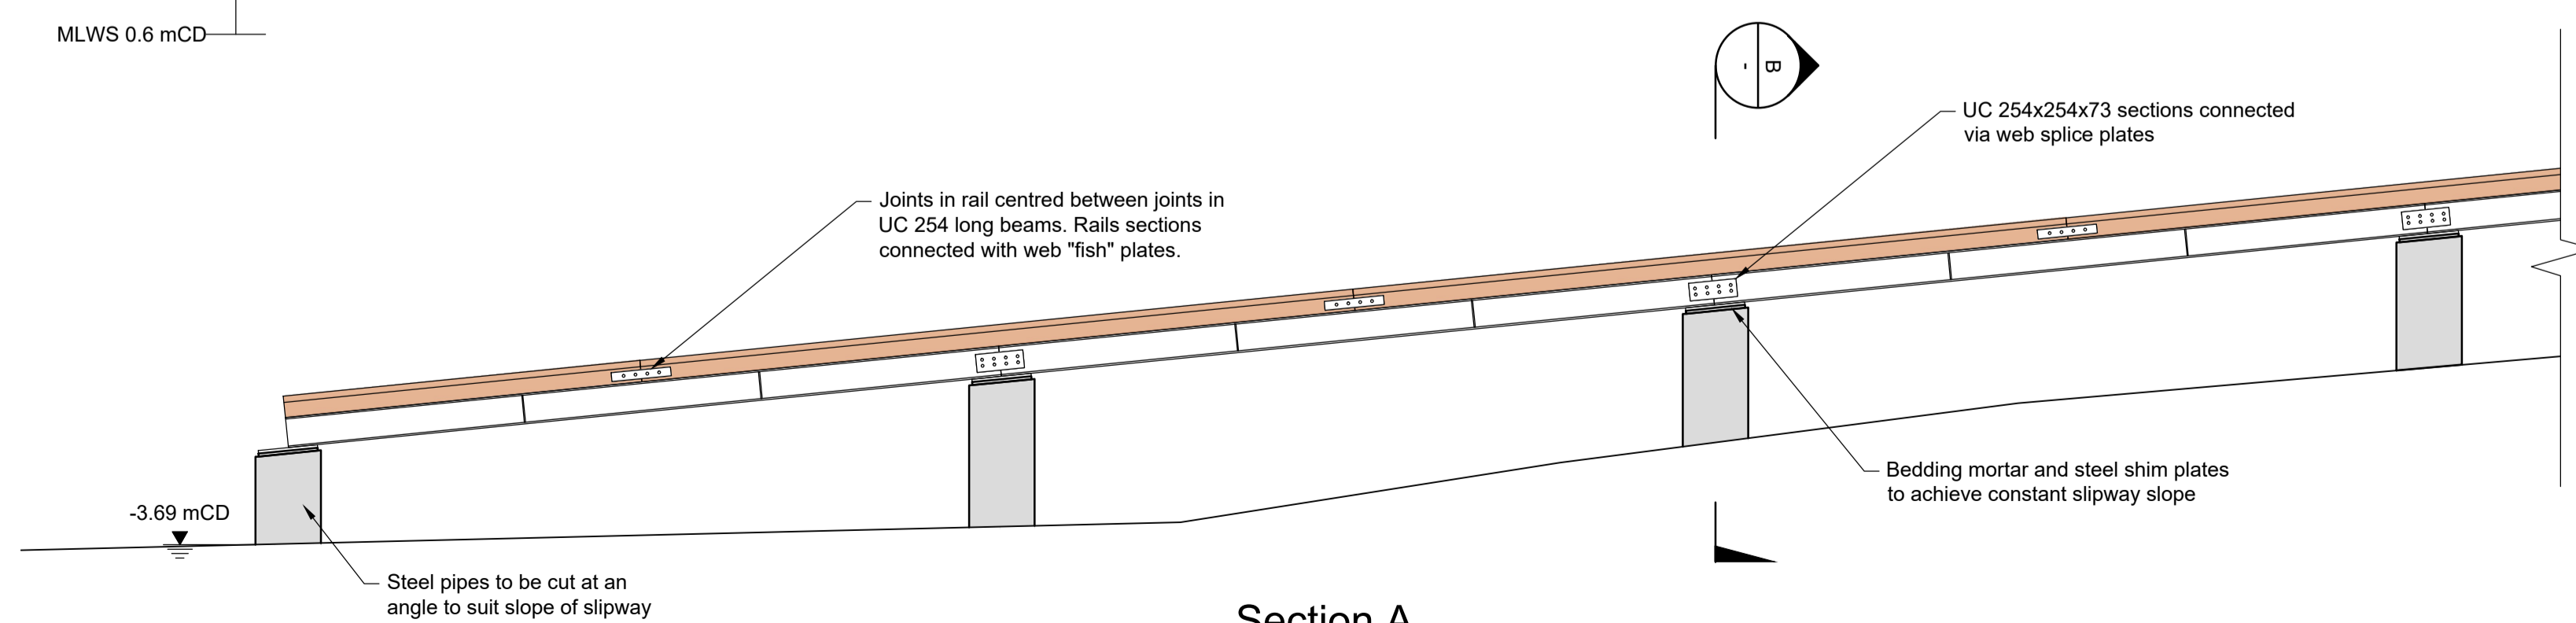 MLWS 0.6 mCD
B
-
UC 254x254x73 sections connected
via web splice plates
Joints in rail centred between joints in
UC 254 long beams. Rails sections
connected with web "fish" plates.
Bedding mortar and steel shim plates
to achieve constant slipway slope
-3.69 mCD
Steel pipes to be cut at an
angle to suit slope of slipway
Section A